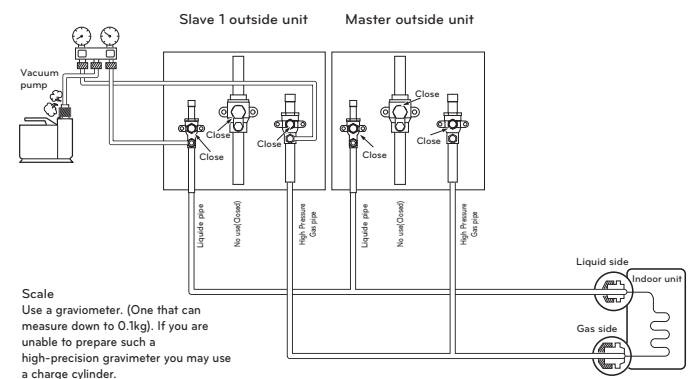 Slave 1 outside unit
Master outside unit
Vacuum
pump
Close
Close
Close
Close
Close
Close
Liquide pipe
No use(Closed)
High Pressure
Gas pipe
Liquide pipe
No use(Closed)
High Pressure
Gas pipe
Liquid side
Indoor unit
Gas side
Scale
Use a graviometer. (One that can
measure down to 0.1kg). If you are
unable to prepare such a
high-precision gravimeter you may use
a charge cylinder.